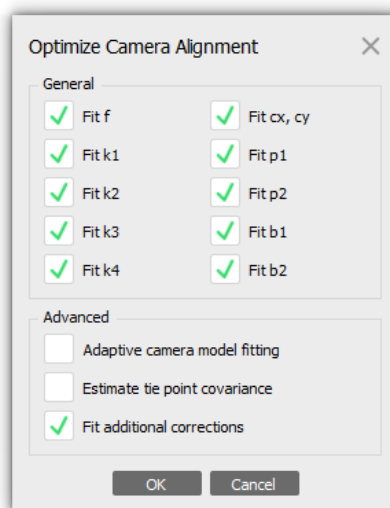 Optimize Camera Alignment
General
Fit f
Fit cx, cy
Fit k1
Fit p1
Fit k2
Fit p2
Fit k3
Fit b1
Fit k4
Fit b2
Advanced
Adaptive camera model fitting
Estimate tie point covariance
Fit additional corrections
OK
Cancel